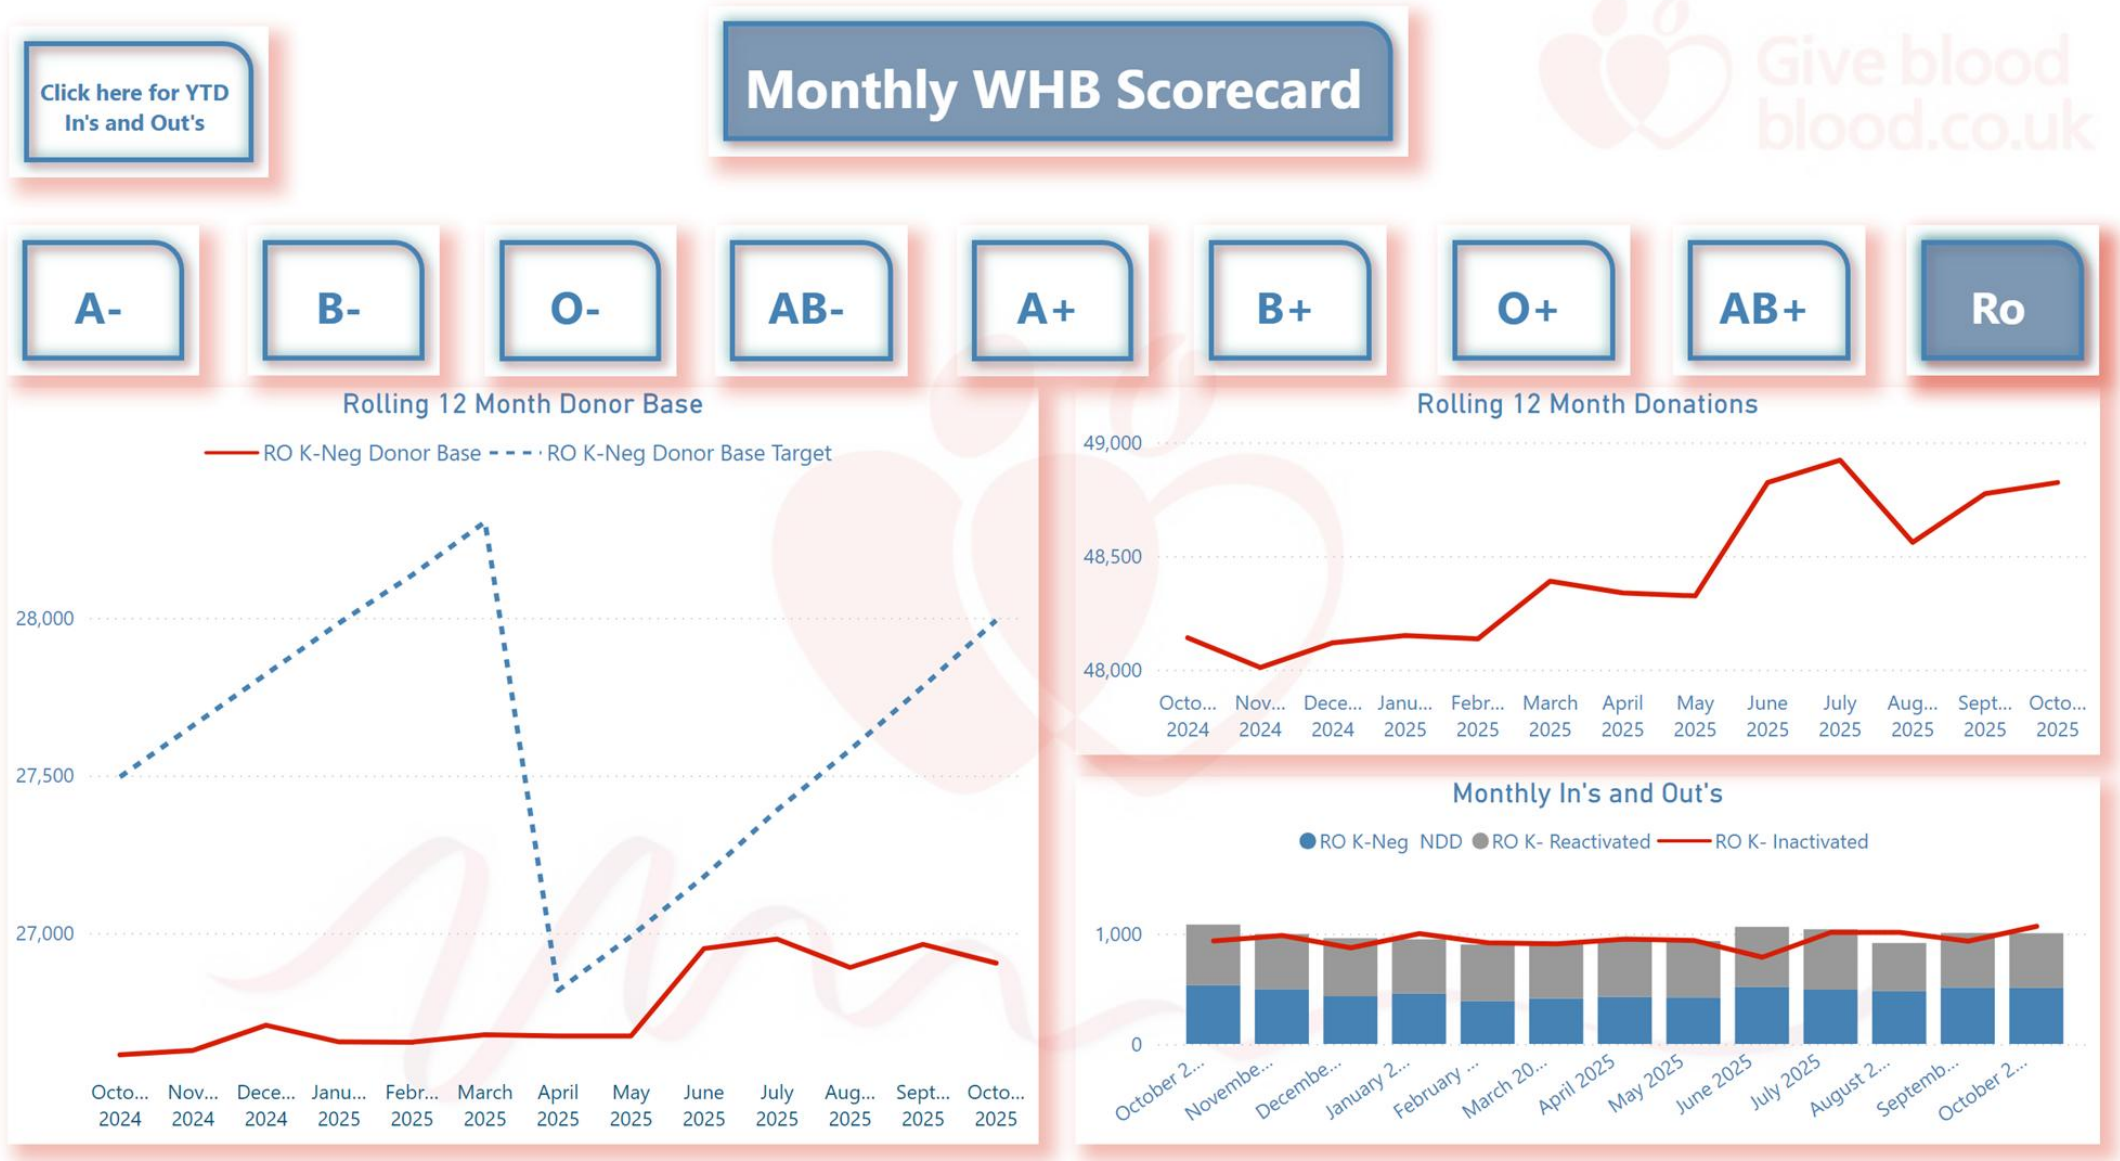 Click here for YTD
In's and Out's
Monthly WHB Scorecard
Give blood
blood.co.uk
A-
B-
O-
AB-
A+
B+
O+
AB+
Ro
Rolling 12 Month Donor Base
RO K-Neg Donor Base
RO K-Neg Donor Base Target
28,000
27,500
27,000
Octo... Nov... Dece... Janu... Febr... March April May June July Aug... Sept... Octo...
2024 2024 2024 2025 2025 2025 2025 2025 2025 2025 2025 2025 2025
Rolling 12 Month Donations
49,000
48,500
48,000
Octo... Nov... Dece... Janu... Febr... March April May June July Aug... Sept... Octo...
2024 2024 2024 2025 2025 2025 2025 2025 2025 2025 2025 2025 2025
Monthly In's and Out's
RO K-Neg NDD RO K- Reactivated RO K- Inactivated
1,000
0
October 2... Novembe... Decembe... January 2... February ... March 20... April 2025 May 2025 June 2025 July 2025 August 2... Septemb... October 2...